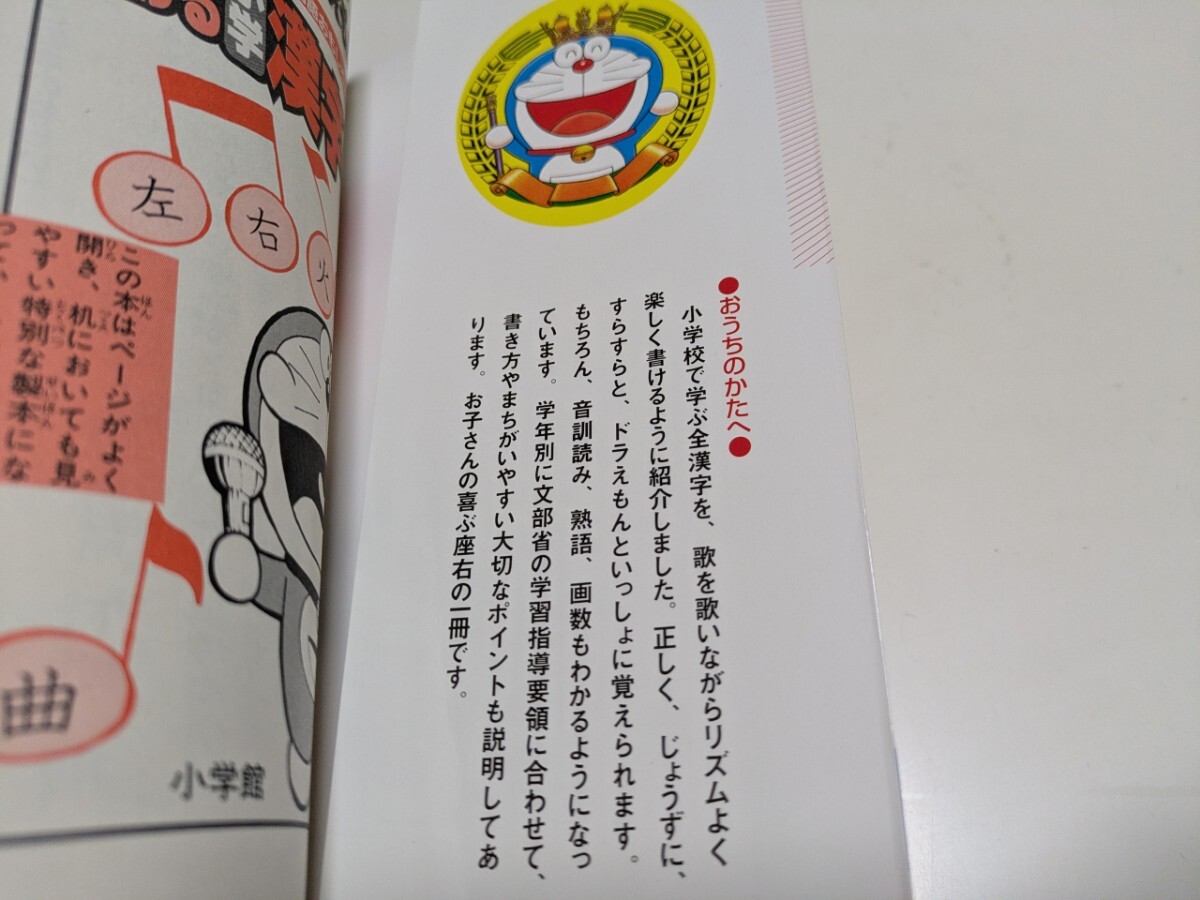 ●おうちのかたへ●
小学校で学ぶ全漢字を、歌を歌いながらリズムよく
楽しく書けるように紹介しました。正しく、じょうずに、
すらすらと、ドラえもんといっしょに覚えられます。
もちろん、音訓読み、熟語、画数もわかるようになっ
ています。学年別に文部省の学習指導要領に合わせて、
書き方やまちがいやすい大切なポイントも説明してあ
ります。お子さんの喜ぶ座右の一冊です。
漢字
左
右
火
この本はページがよく
開き、机においても見
やすい特別な製本にな
曲
小学館